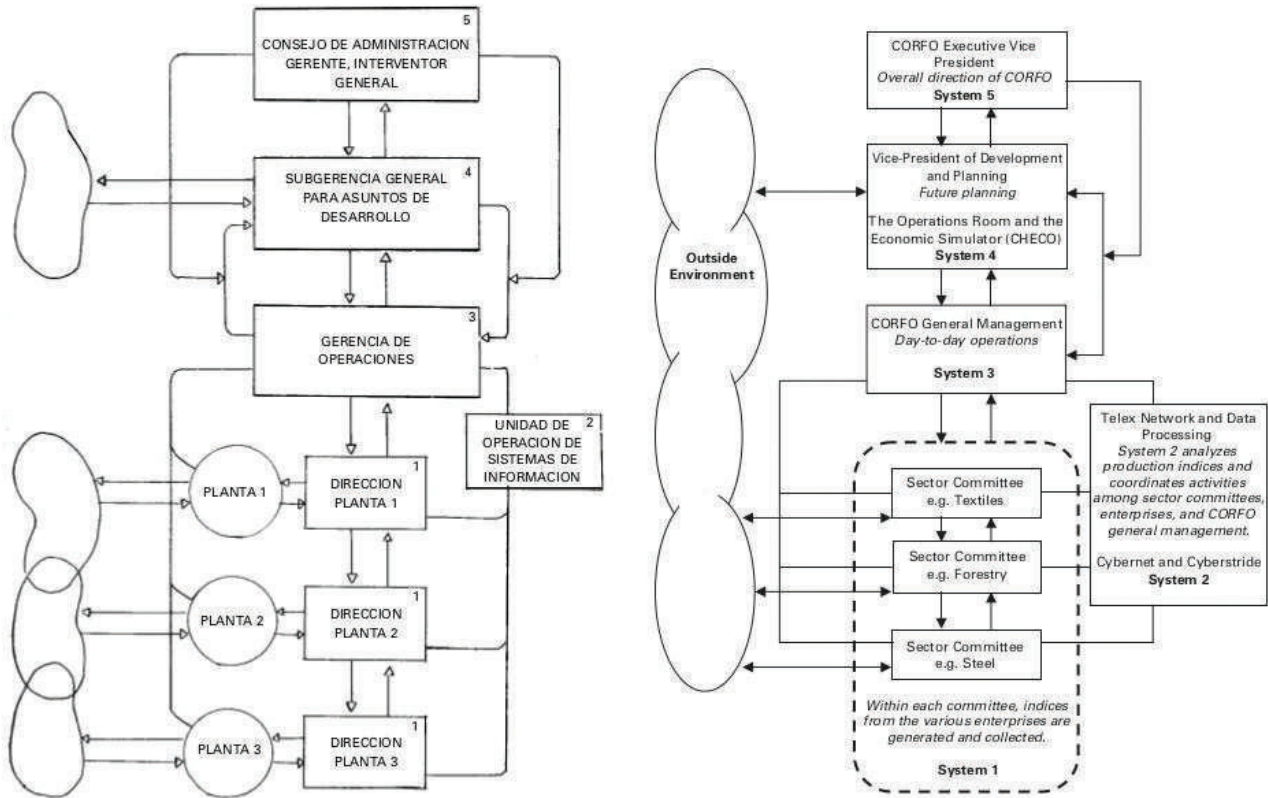 5
CONSEJO DE ADMINISTRACION
GERENTE, INTERVENTOR
GENERAL
4
SUBGERENCIA GENERAL
PARA ASUNTOS DE
DESARROLLO
3
GERENCIA DE
OPERACIONES
2
UNIDAD DE
OPERACION DE
SISTEMAS DE
INFORMACION
PLANTA 1
1
DIRECCION
PLANTA 1
PLANTA 2
1
DIRECCION
PLANTA 2
PLANTA 3
1
DIRECCION
PLANTA 3
CORFO Executive Vice
President
Overall direction of CORFO
System 5
Vice-President of Development
and Planning
Future planning
The Operations Room and the
Economic Simulator (CHECO)
System 4
Outside
Environment
CORFO General Management
Day-to-day operations
System 3
Telex Network and Data
Processing
System 2 analyzes
production indices and
coordinates activities
among sector committees,
enterprises, and CORFO
general management.
Cybernet and Cyberstride
System 2
Sector Committee
e.g. Textiles
Sector Committee
e.g. Forestry
Sector Committee
e.g. Steel
Within each committee, indices
from the various enterprises are
generated and collected.
System 1